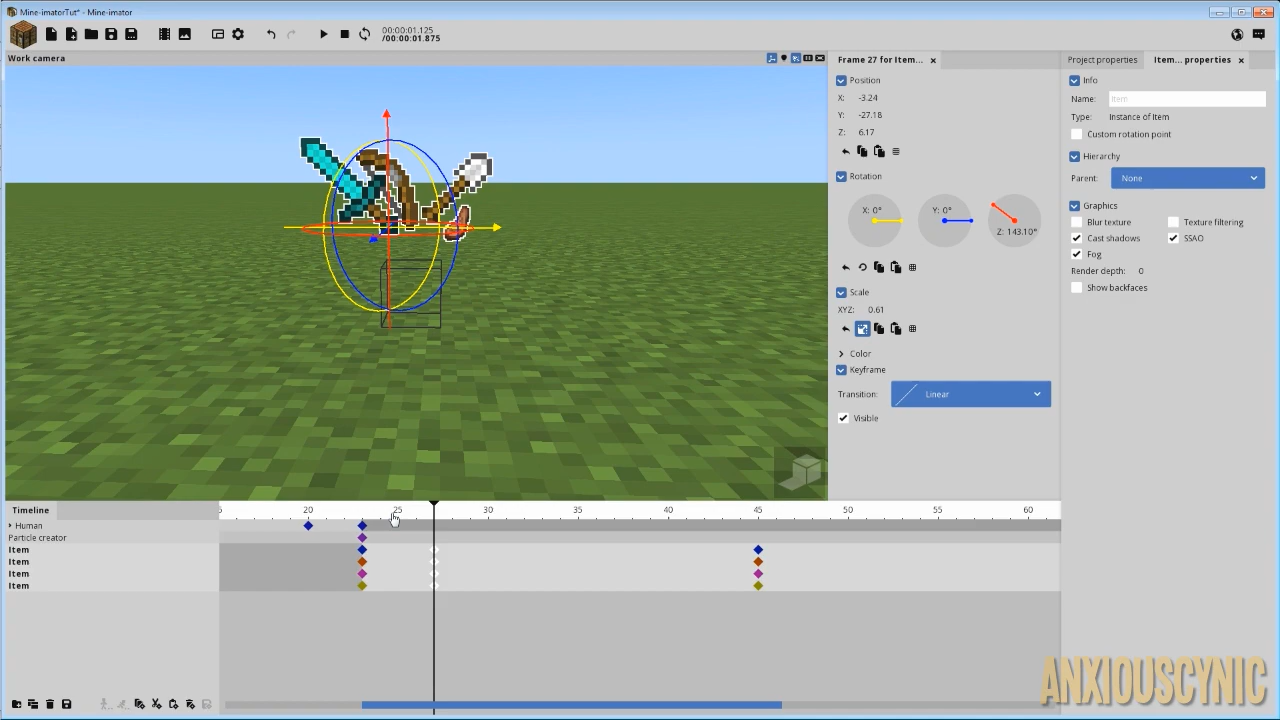 Mine-imatorTut* - Mine-imator
00:00:01.125
/00:00:01.875
Work camera
Frame 27 for Item...
Position
X: -3.24
Y: -27.18
Z: 6.17
Rotation
X: 0°
Y: 0°
Z: 143.10°
Scale
XYZ: 0.61
Color
Keyframe
Transition: Linear
Visible
Project properties
Item... properties
Info
Name: Item
Type: Instance of Item
Custom rotation point
Hierarchy
Parent: None
Graphics
Blur texture Texture filtering
Cast shadows SSAO
Fog
Render depth: 0
Show backfaces
Timeline
20 25 30 35 40 45 50 55 60
Human
Particle creator
Item
Item
Item
Item
ANXIOUSCYNIC